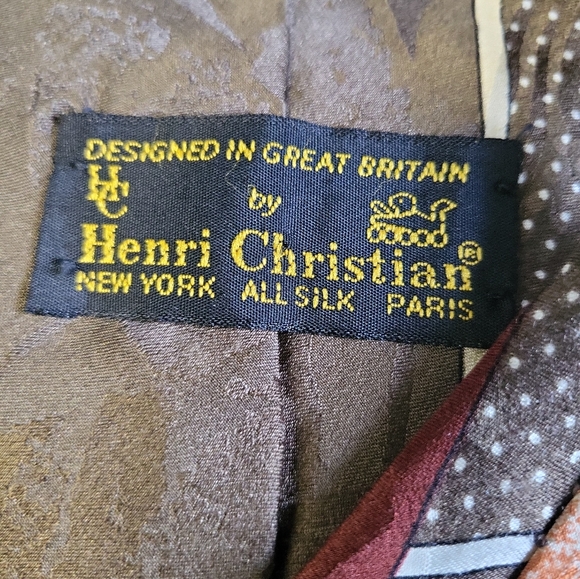 DESIGNED IN GREAT BRITAIN
HC by
Henri Christian®
NEW YORK ALL SILK PARIS